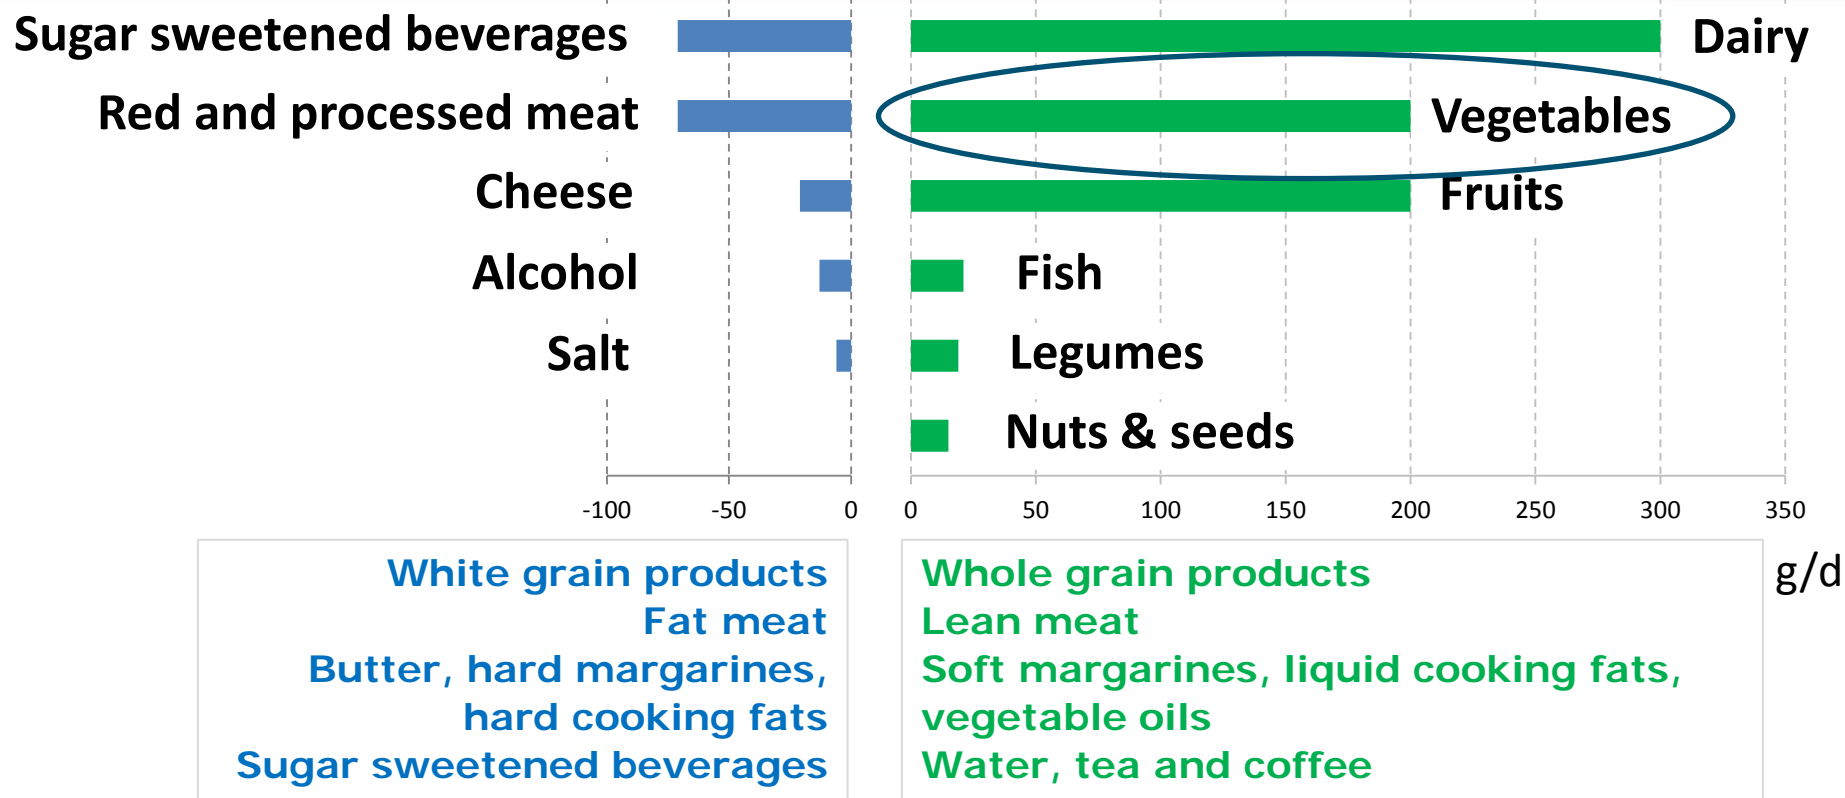 Sugar sweetened beverages
Dairy
Red and processed meat
Vegetables
Cheese
Fruits
Alcohol
Fish
Salt
Legumes
Nuts & seeds
-100 -50 0
0 50 100 150 200 250 300 350
g/d
White grain products
Fat meat
Butter, hard margarines,
hard cooking fats
Sugar sweetened beverages
Whole grain products
Lean meat
Soft margarines, liquid cooking fats,
vegetable oils
Water, tea and coffee